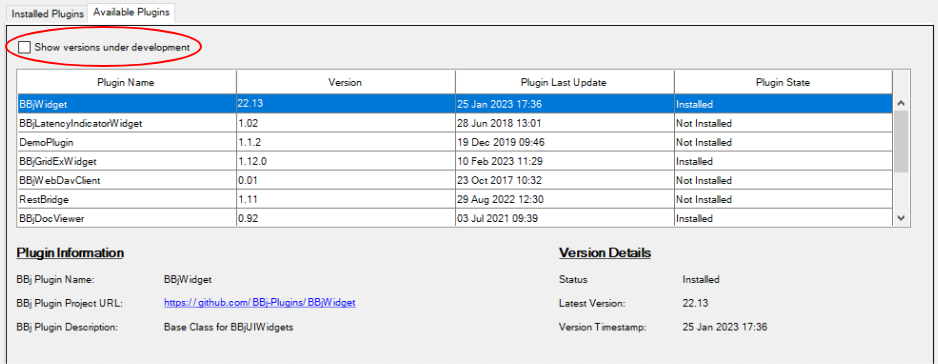 Installed Plugins Available Plugins
Show versions under development
Plugin Name Version Plugin Last Update Plugin State
BBjWidget 22.13 25 Jan 2023 17:36 Installed
BBjLatencyIndicatorWidget 1.02 28 Jun 2018 13:01 Not Installed
DemoPlugin 1.1.2 19 Dec 2019 09:46 Not Installed
BBjGridExWidget 1.12.0 10 Feb 2023 11:29 Installed
BBjWebDavClient 0.01 23 Oct 2017 10:32 Not Installed
RestBridge 1.11 29 Aug 2022 12:30 Not Installed
BBjDocViewer 0.92 03 Jul 2021 09:39 Installed
Plugin Information Version Details
BBj Plugin Name: BBjWidget Status Installed
BBj Plugin Project URL: https://github.com/BBj-Plugins/BBjWidget Latest Version: 22.13
BBj Plugin Description: Base Class for BBjUIWidgets Version Timestamp: 25 Jan 2023 17:36